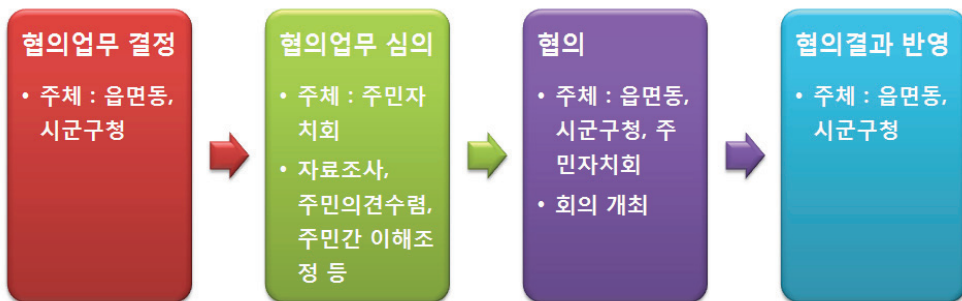 협의업무 결정
• 주체 : 읍면동,
시군구청
협의업무 심의
• 주체 : 주민자
치회
• 자료조사,
주민의견수렴,
주민간 이해조
정 등
협의
• 주체 : 읍면동,
시군구청, 주
민자치회
• 회의 개최
협의결과 반영
• 주체 : 읍면동,
시군구청